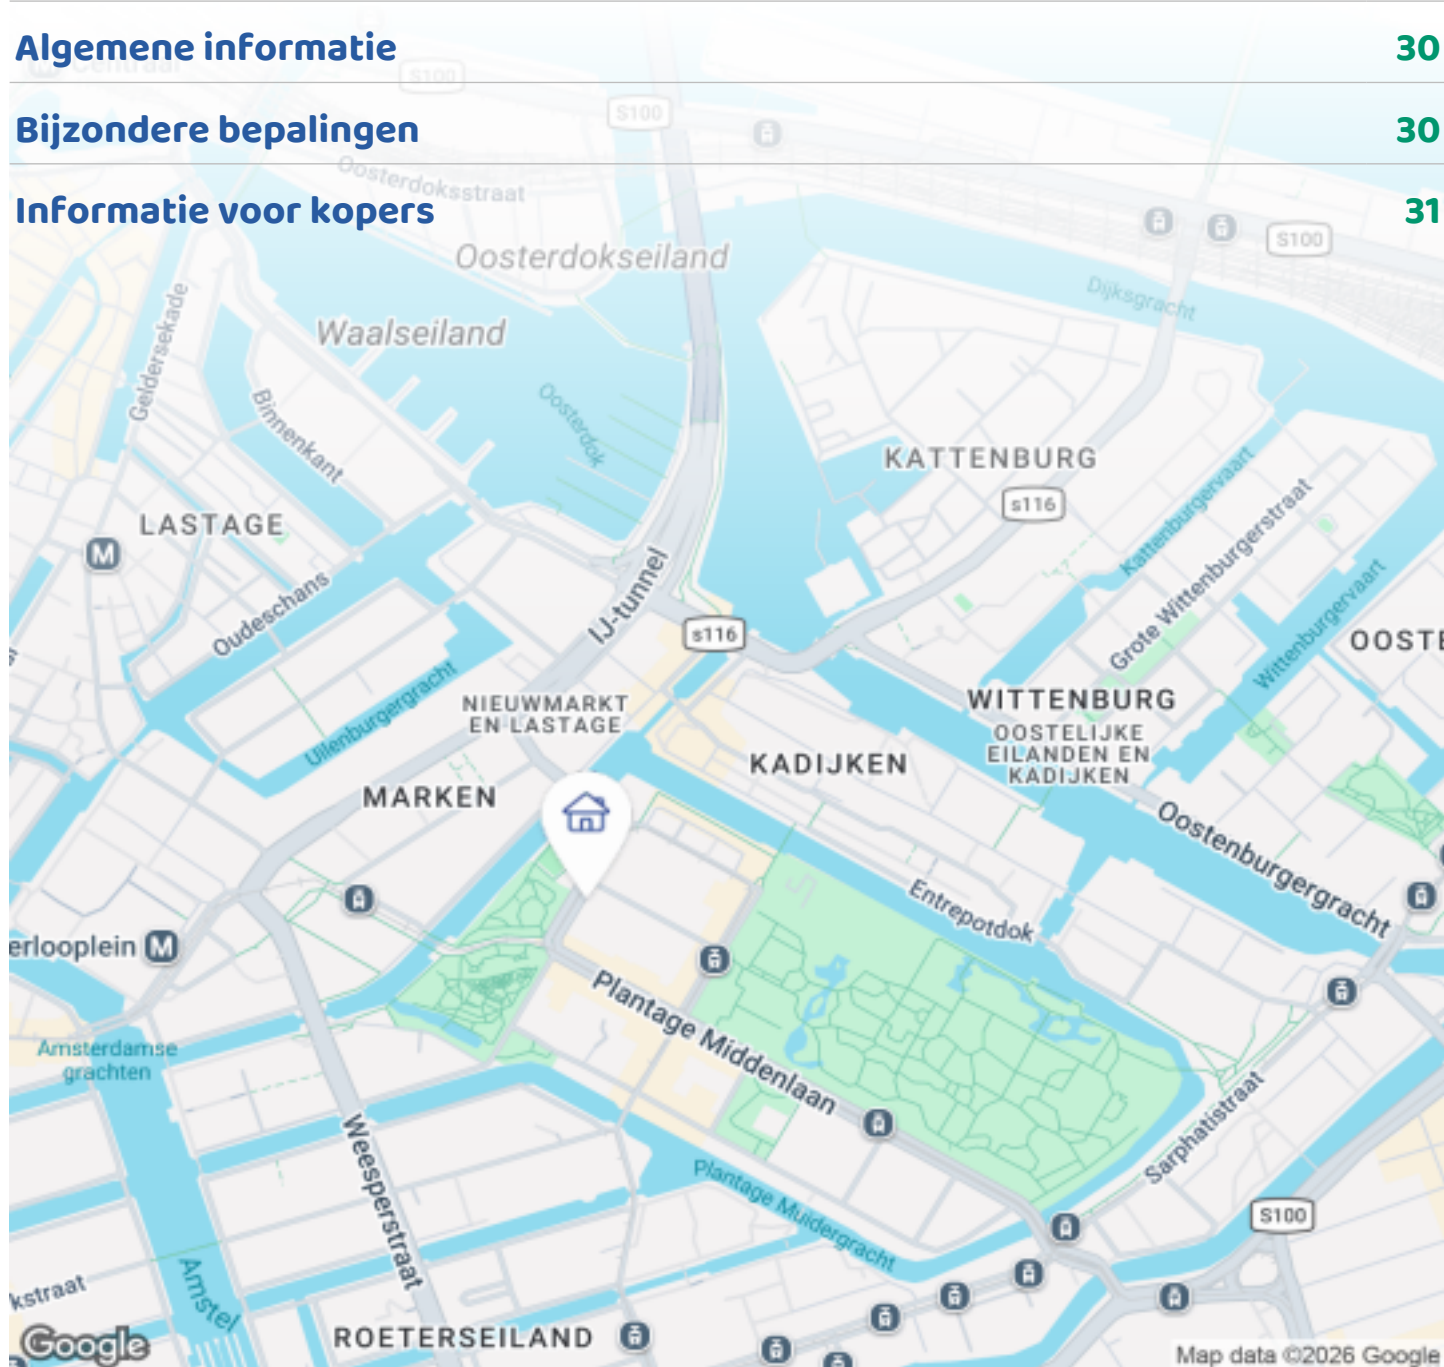 Algemene informatie 30
Centraal
S100
Bijzondere bepalingen 30
S100
Oosterdoksstraat
Informatie voor kopers 31
S100
Oosterdokseiland
Dijksgracht
Geldersekade
Waalseiland
Binnenkant
Oosterdok
KATTENBURG
s116
Kattenburgervaart
Grote Wittenburgerstraat
LASTAGE
M
Oudeschans
IJ-tunnel
s116
Wittenburgervaart
OOSTE
Uilenburgergracht
NIEUWMARKT
EN LASTAGE
WITTENBURG
OOSTELIJKE
EILANDEN EN
KADIJKEN
KADIJKEN
MARKEN
Oostenburgergracht
Entrepotdok
erlooplein M
Plantage Middenlaan
Amsterdamse
grachten
Weesperstraat
Sarphatistraat
Plantage Muidergracht
S100
Amstel
kstraat
ROETERSEILAND
Google
Map data ©2026 Google